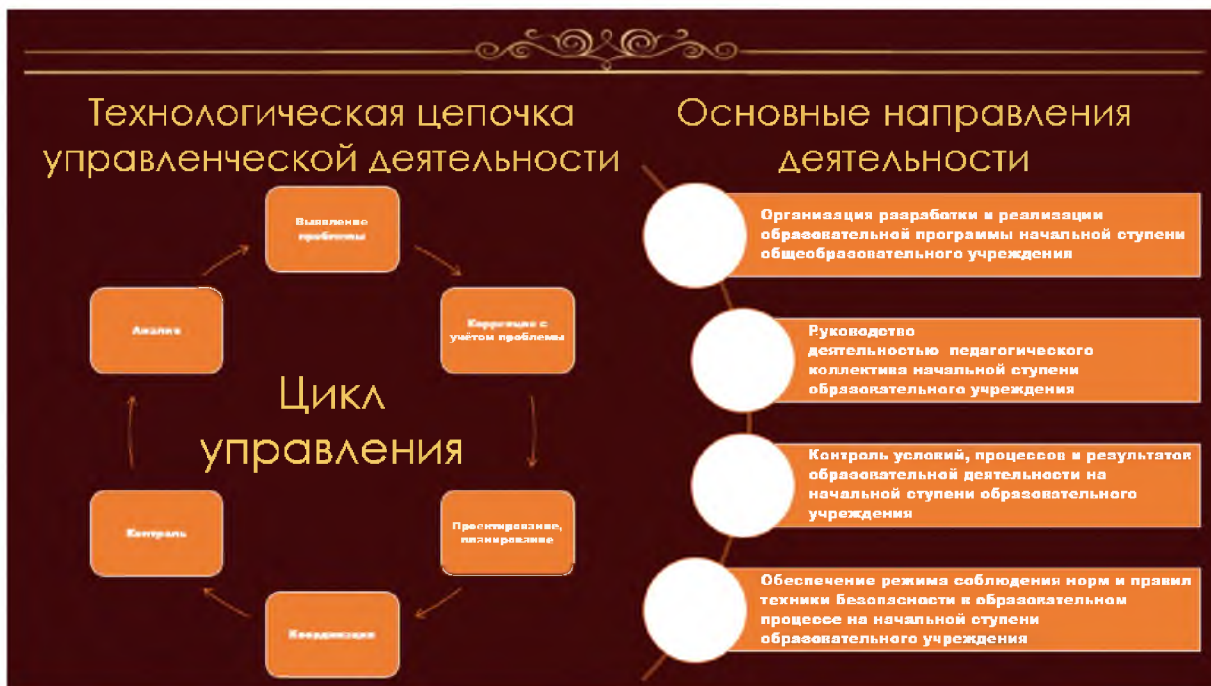 Технологическая цепочка
управленческой деятельности
Выявление
проблемы
Коррекция с
учётом проблемы
Проектирование,
планирование
Координация
Контроль
Анализ
Цикл
управления
Основные направления
деятельности
Организация разработки и реализации
образовательной программы начальной ступени
общеобразовательного учреждения
Руководство
деятельностью педагогического
коллектива начальной ступени
образовательного учреждения
Контроль условий, процессов и результатов
образовательной деятельности на
начальной ступени образовательного
учреждения
Обеспечение режима соблюдения норм и правил
техники безопасности в образовательном
процессе на начальной ступени
образовательного учреждения